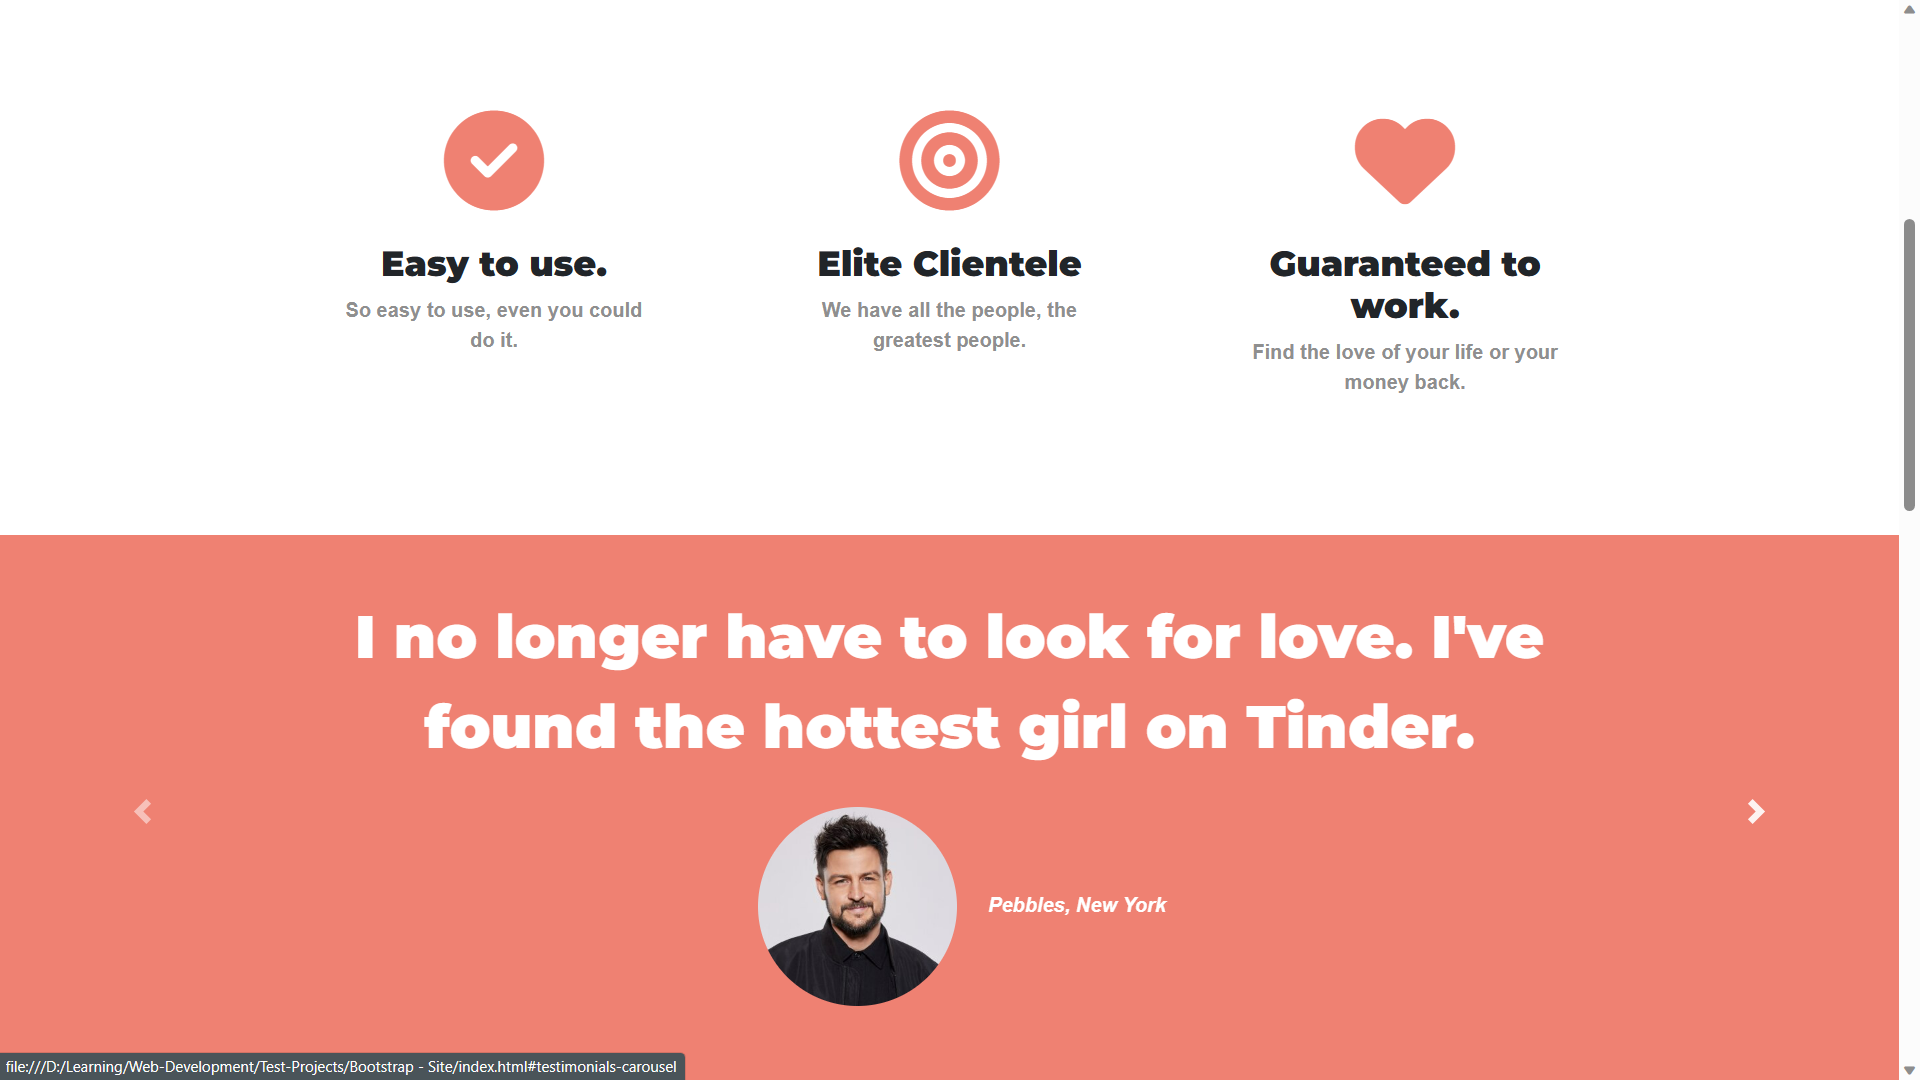 Easy to use.
So easy to use, even you could
do it.
Elite Clientele
We have all the people, the
greatest people.
Guaranteed to
work.
Find the love of your life or your
money back.
I no longer have to look for love. I've
found the hottest girl on Tinder.
Pebbles, New York
file:///D:/Learning/Web-Development/Test-Projects/Bootstrap - Site/index.html#testimonials-carousel